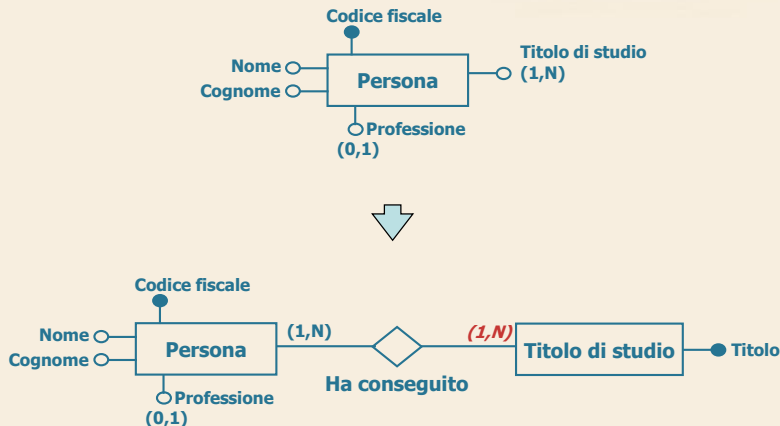 Codice fiscale
Nome
Cognome
Persona
Titolo di studio
(1,N)
Professione
(0,1)
Codice fiscale
Nome
Cognome
Persona
(1,N)
(1,N)
Titolo di studio
Titolo
Ha conseguito
Professione
(0,1)